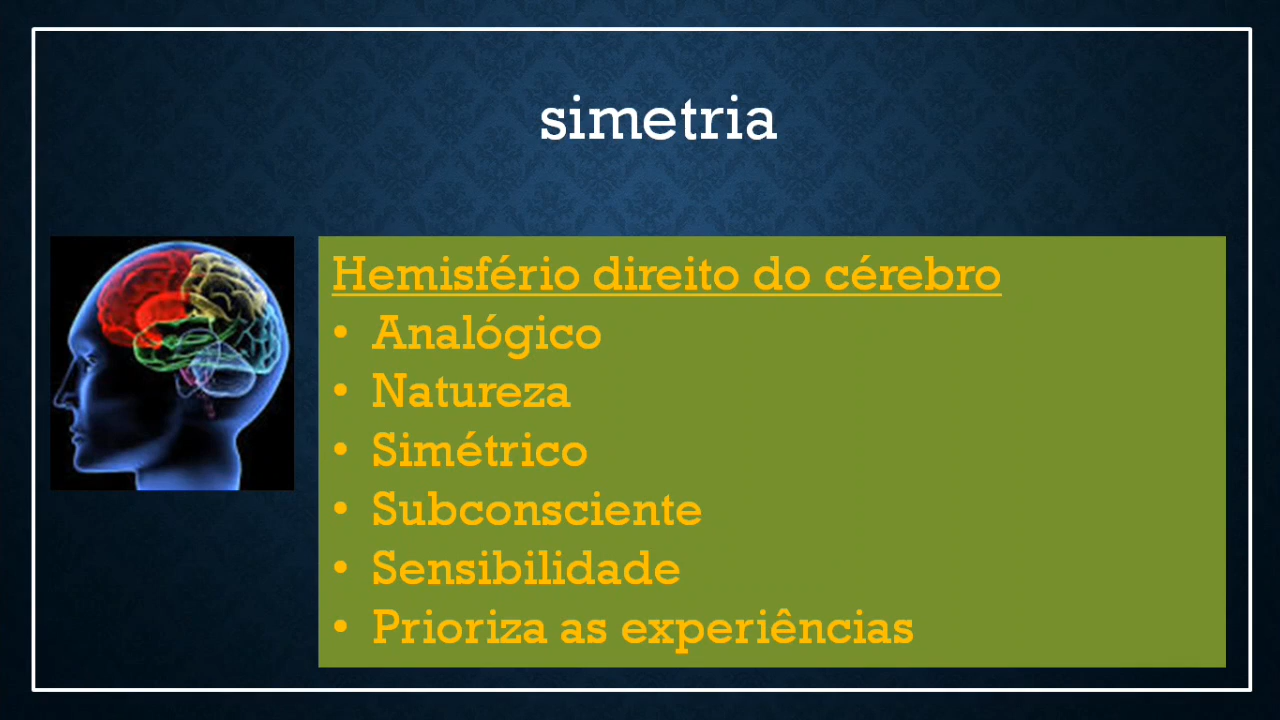 simetria
Hemisfério direito do cérebro
• Analógico
• Natureza
• Simétrico
• Subconsciente
• Sensibilidade
• Prioriza as experiências